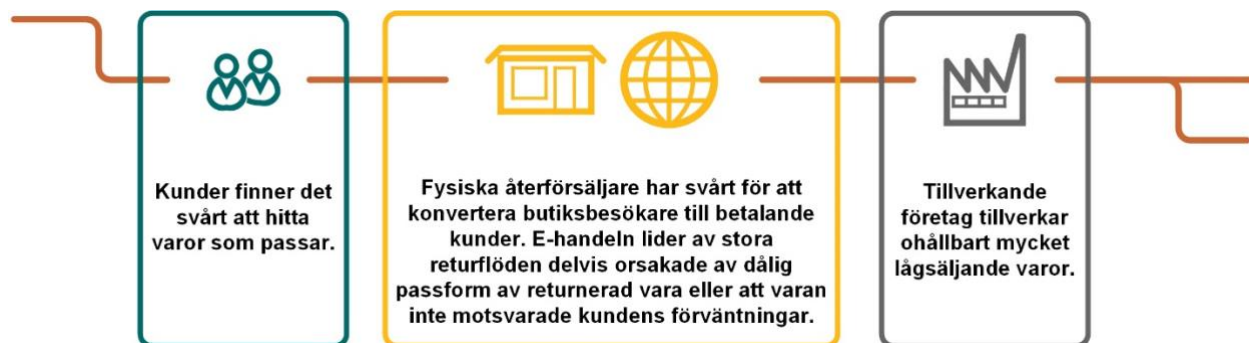 Kunder finner det
svårt att hitta
varor som passar.
Fysiska återförsäljare har svårt för att
konvertera butiksbesökare till betalande
kunder. E-handeln lider av stora
returflöden delvis orsakade av dålig
passform av returnerad vara eller att varan
inte motsvarade kundens förväntningar.
Tillverkande
företag tillverkar
ohållbart mycket
lågsäljande varor.